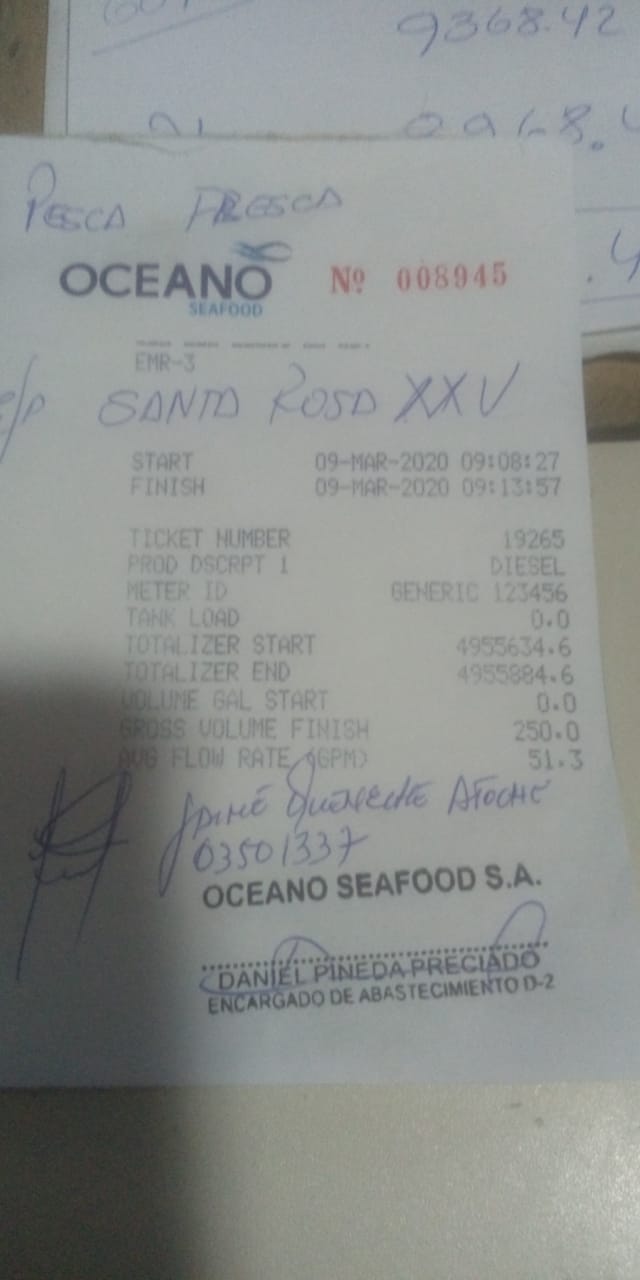 9368.42
PESCA FRESCA
OCEANO
SEAFOOD
Nº 008945
EMR-3
E/P SANTA ROSA XXV
START 09-MAR-2020 09:08:27
FINISH 09-MAR-2020 09:13:57
TICKET NUMBER 19265
PROD DSCRPT 1 DIESEL
METER ID GENERIC 123456
TANK LOAD 0.0
TOTALIZER START 4955634.6
TOTALIZER END 4955884.6
VOLUME GAL START 0.0
GROSS VOLUME FINISH 250.0
AVG FLOW RATE (GPM) 51.3
03501337
OCEANO SEAFOOD S.A.
DANIEL PINEDA PRECIADO
ENCARGADO DE ABASTECIMIENTO D-2